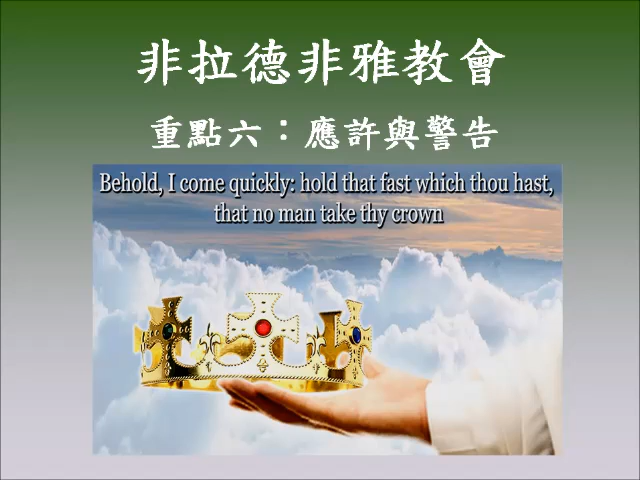 非拉德非雅教會
重點六：應許與警告
Behold, I come quickly: hold that fast which thou hast,
that no man take thy crown